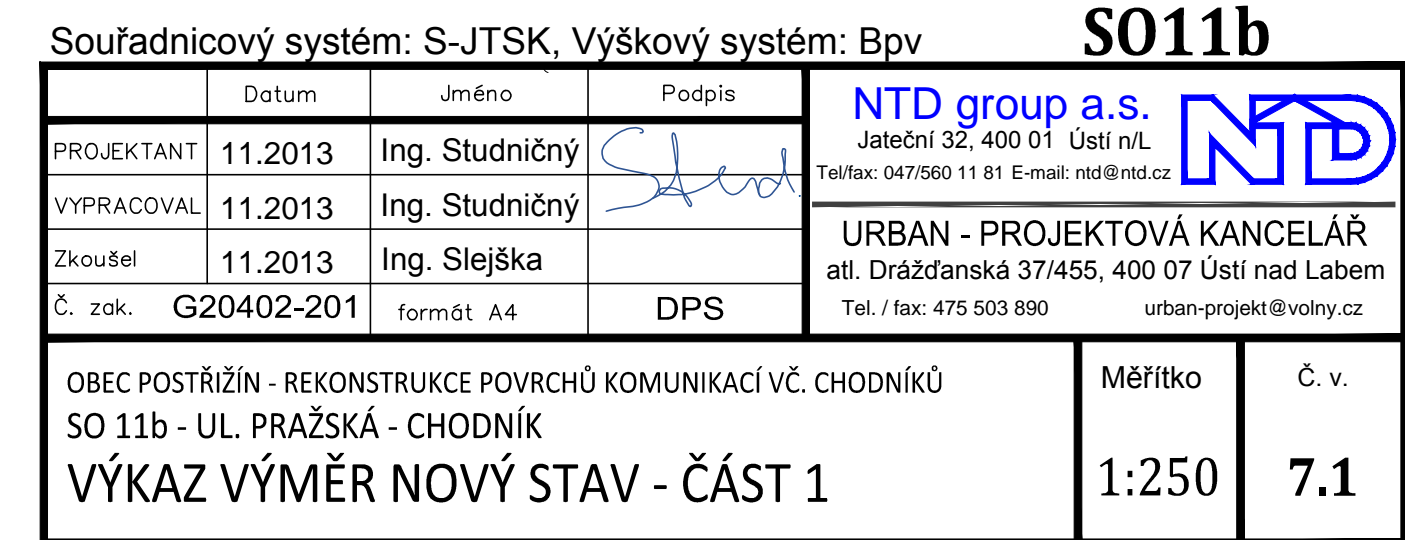 Souřadnicový systém: S-JTSK, Výškový systém: Bpv
SO11b
Datum Jméno Podpis
PROJEKTANT 11.2013 Ing. Studničný
VYPRACOVAL 11.2013 Ing. Studničný
Zkoušel 11.2013 Ing. Slejška
Č. zak. G20402-201 formát A4 DPS
NTD group a.s.
Jateční 32, 400 01 Ústí n/L
Tel/fax: 047/560 11 81 E-mail: ntd@ntd.cz
NTD
URBAN - PROJEKTOVÁ KANCELÁŘ
atl. Drážďanská 37/455, 400 07 Ústí nad Labem
Tel. / fax: 475 503 890 urban-projekt@volny.cz
OBEC POSTŘIŽÍN - REKONSTRUKCE POVRCHŮ KOMUNIKACÍ VČ. CHODNÍKŮ
SO 11b - UL. PRAŽSKÁ - CHODNÍK
VÝKAZ VÝMĚR NOVÝ STAV - ČÁST 1
Měřítko
1:250
Č. v.
7.1